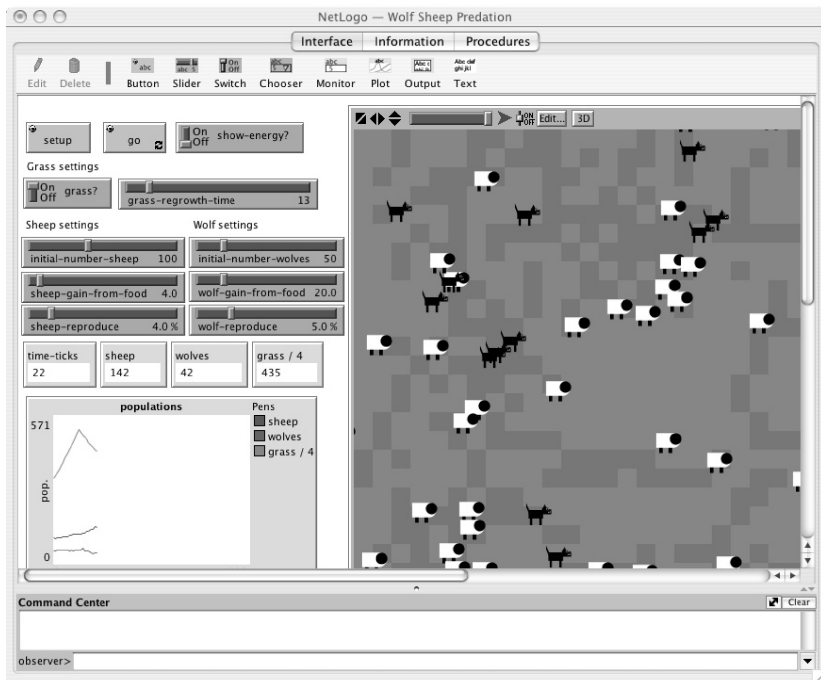 NetLogo — Wolf Sheep Predation
Interface Information Procedures
Edit Delete Button Slider Switch Chooser Monitor Plot Output Text
setup
go
On
Off
show-energy?
Edit...
3D
Grass settings
On
Off
grass?
grass-regrowth-time 13
Sheep settings
Wolf settings
initial-number-sheep 100
initial-number-wolves 50
sheep-gain-from-food 4.0
wolf-gain-from-food 20.0
sheep-reproduce 4.0 %
wolf-reproduce 5.0 %
time-ticks
22
sheep
142
wolves
42
grass / 4
435
populations
Pens
571
sheep
wolves
grass / 4
pop.
0
Command Center
Clear
observer>